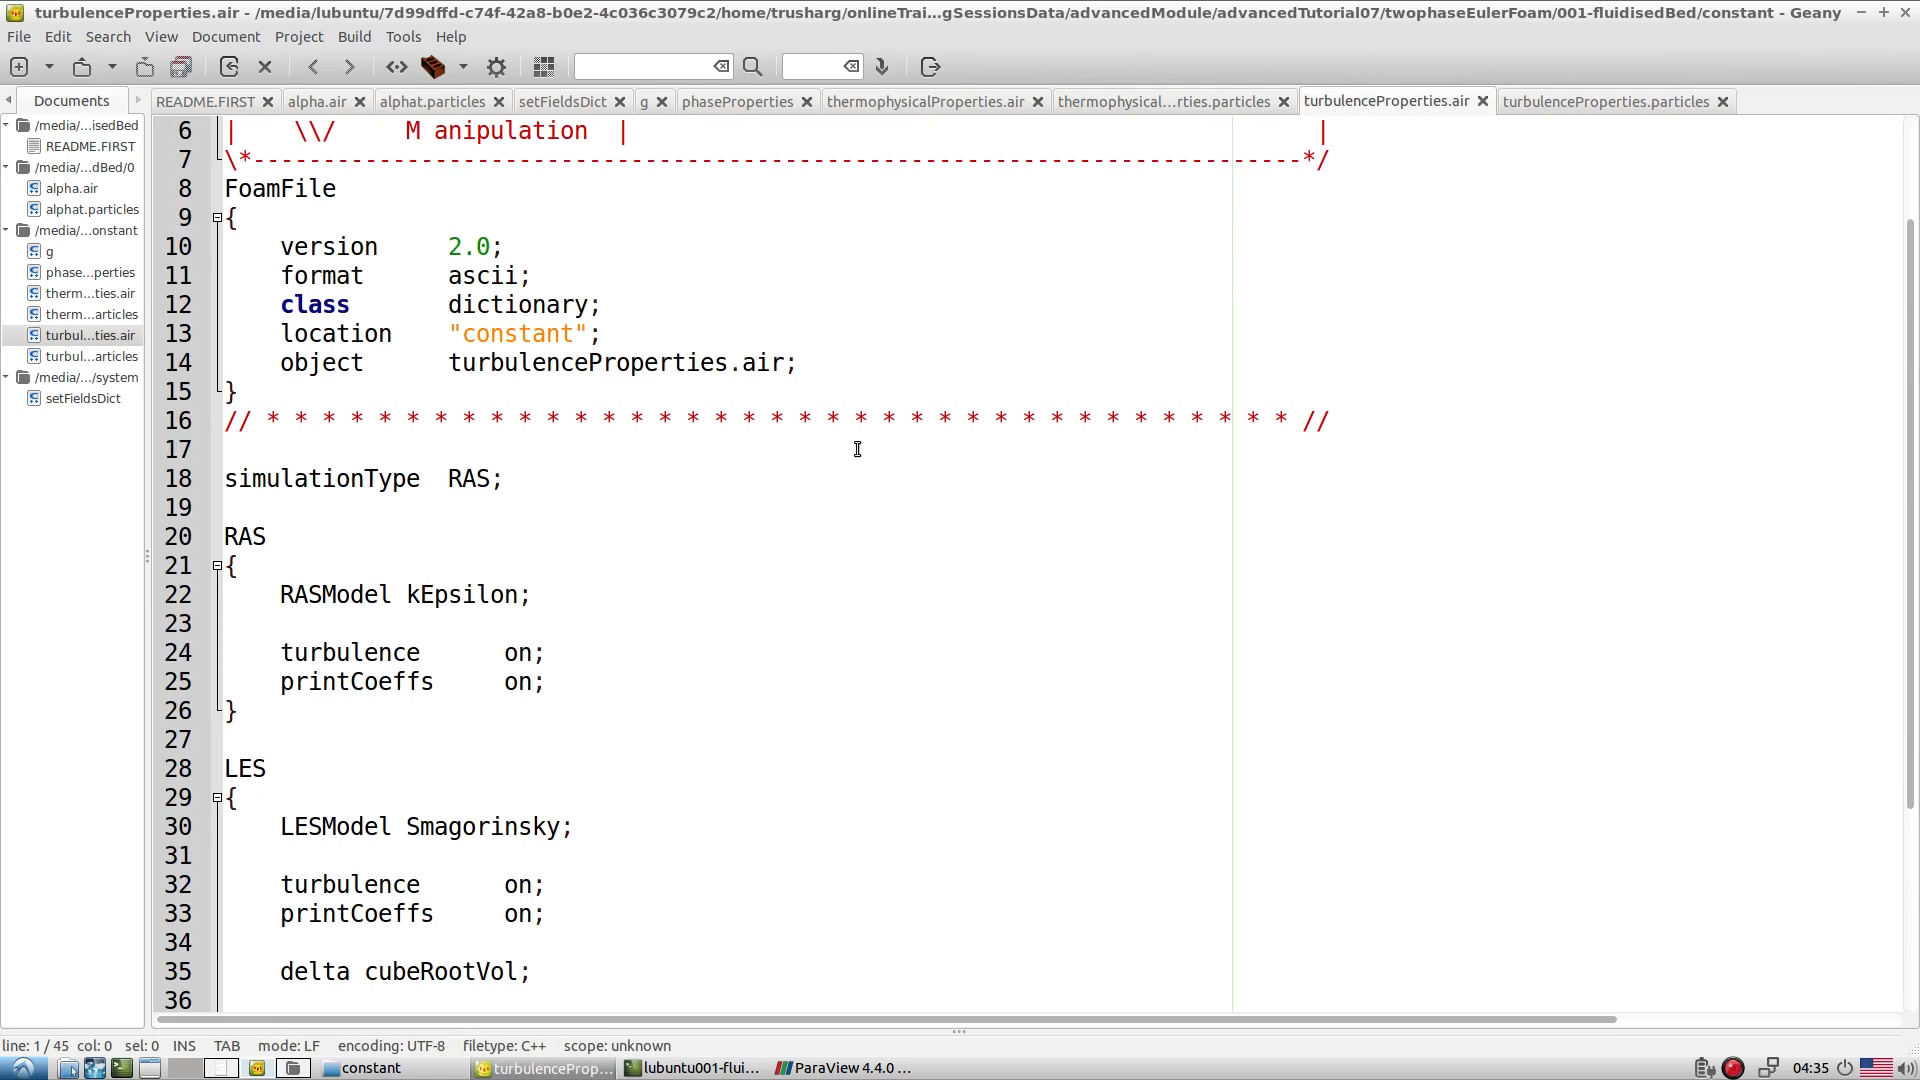 turbulenceProperties.air - /media/lubuntu/7d99dffd-c74f-42a8-b0e2-4c036c3079c2/home/trusharg/onlineTrai...gSessionsData/advancedModule/advancedTutorial07/twophaseEulerFoam/001-fluidisedBed/constant - Geany
File Edit Search View Document Project Build Tools Help
Documents
README.FIRST alpha.air alphat.particles setFieldsDict g phaseProperties thermophysicalProperties.air thermophysical...rties.particles turbulenceProperties.air turbulenceProperties.particles
/media/...isedBed
README.FIRST
/media/...dBed/0
alpha.air
alphat.particles
/media/...onstant
g
phase...perties
therm...ties.air
therm...articles
turbul...ties.air
turbul...articles
/media/.../system
setFieldsDict
6 |    \\/     M anipulation  |                                                 |
7 \*---------------------------------------------------------------------------*/
8 FoamFile
9 {
10     version     2.0;
11     format      ascii;
12     class       dictionary;
13     location    "constant";
14     object      turbulenceProperties.air;
15 }
16 // * * * * * * * * * * * * * * * * * * * * * * * * * * * * * * * * * * * * * //
17
18 simulationType  RAS;
19
20 RAS
21 {
22     RASModel kEpsilon;
23
24     turbulence      on;
25     printCoeffs     on;
26 }
27
28 LES
29 {
30     LESModel Smagorinsky;
31
32     turbulence      on;
33     printCoeffs     on;
34
35     delta cubeRootVol;
36
line: 1 / 45 col: 0 sel: 0 INS TAB mode: LF encoding: UTF-8 filetype: C++ scope: unknown
constant turbulenceProp... lubuntu001-flui... ParaView 4.4.0 ... 04:35